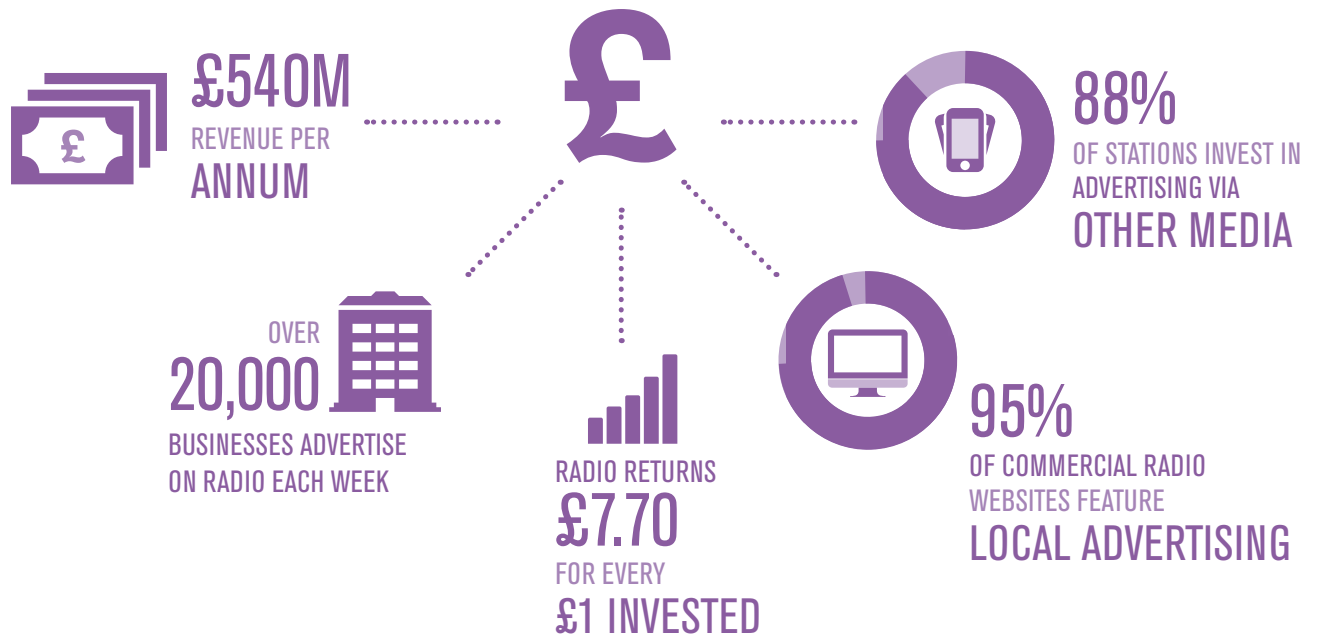 £
£540M
REVENUE PER
ANNUM
£
88%
OF STATIONS INVEST IN
ADVERTISING VIA
OTHER MEDIA
OVER
20,000
BUSINESSES ADVERTISE
ON RADIO EACH WEEK
RADIO RETURNS
£7.70
FOR EVERY
£1 INVESTED
95%
OF COMMERCIAL RADIO
WEBSITES FEATURE
LOCAL ADVERTISING